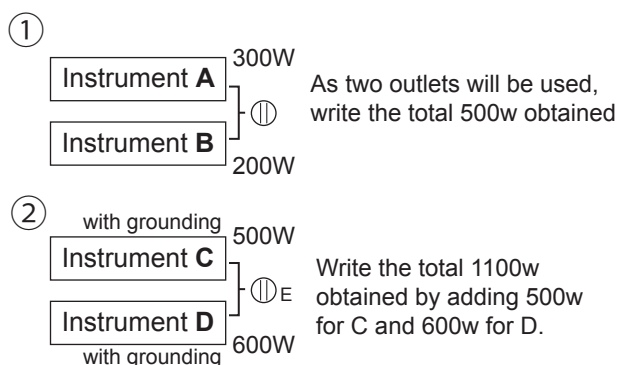 ①
300W
Instrument A
Instrument B
200W
As two outlets will be used,
write the total 500w obtained
②
with grounding
500W
Instrument C
E
Instrument D
600W
with grounding
Write the total 1100w
obtained by adding 500w
for C and 600w for D.